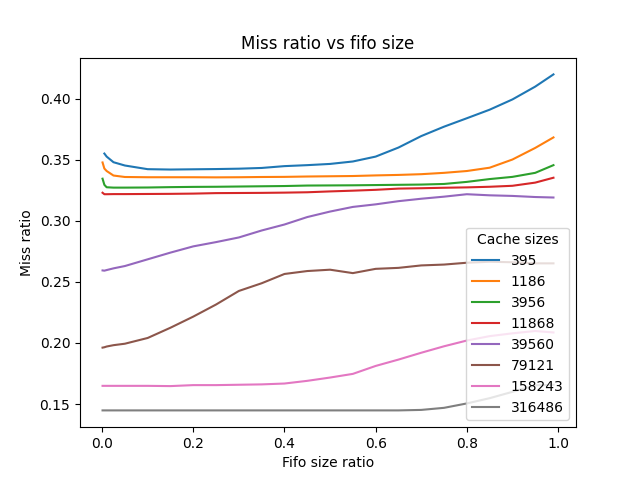 Miss ratio vs fifo size
Miss ratio
0.40
0.35
0.30
0.25
0.20
0.15
Cache sizes
395
1186
3956
11868
39560
79121
158243
316486
0.0 0.2 0.4 0.6 0.8 1.0
Fifo size ratio